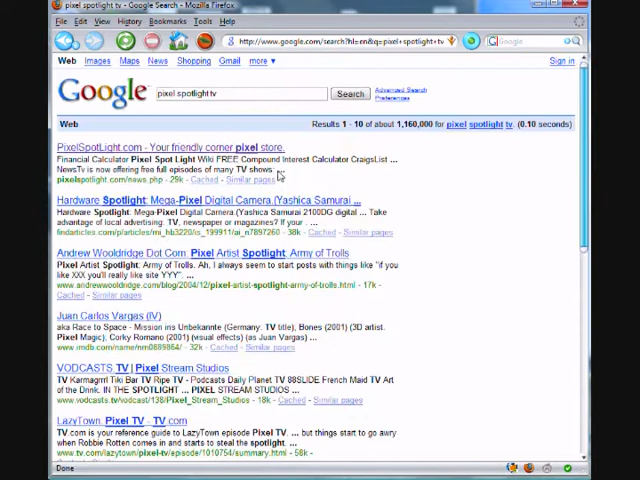 pixel spotlight tv - Google Search - Mozilla Firefox
File Edit View History Bookmarks Tools Help
http://www.google.com/search?hl=en&q=pixel+spotlight+tv
Google
Web Images Maps News Shopping Gmail more ▼ Sign in
Google pixel spotlight tv Search Advanced Search
Preferences
Web Results 1 - 10 of about 1,160,000 for pixel spotlight tv. (0.10 seconds)
PixelSpotLight.com - Your friendly corner pixel store.
Financial Calculator Pixel Spot Light Wiki FREE Compound Interest Calculator CraigsList ...
NewsTv is now offering free full episodes of many TV shows: ...
pixelspotlight.com/news.php - 29k - Cached - Similar pages
Hardware Spotlight: Mega-Pixel Digital Camera.(Yashica Samurai ...
Hardware Spotlight: Mega-Pixel Digital Camera.(Yashica Samurai 2100DG digital ... Take
advantage of local advertising. TV, newspaper or magazines? If your ...
findarticles.com/p/articles/mi_hb3220/is_199911/ai_n7897260 - 38k - Cached - Similar pages
Andrew Wooldridge Dot Com: Pixel Artist Spotlight: Army of Trolls
Pixel Artist Spotlight: Army of Trolls. Ah, I always seem to start posts with things like "if you
like XXX you'll really like site YYY". ...
www.andrewwooldridge.com/blog/2004/12/pixel-artist-spotlight-army-of-trolls.html - 17k -
Cached - Similar pages
Juan Carlos Vargas (IV)
aka Race to Space - Mission ins Unbekannte (Germany: TV title); Bones (2001) (3D artist:
Pixel Magic); Corky Romano (2001) (visual effects) (as Juan Vargas) ...
www.imdb.com/name/nm0889864/ - 32k - Cached - Similar pages
VODCASTS TV | Pixel Stream Studios
TV Karmagrrl Tiki Bar TV Ripe TV - Podcasts Daily Planet TV 88SLIDE French Maid TV Art
of the Drink. IN THE SPOTLIGHT ... PIXEL STREAM STUDIOS ...
www.vodcasts.tv/vodcast/138/Pixel_Stream_Studios - 18k - Cached - Similar pages
LazyTown: Pixel TV - TV.com
TV.com is your reference guide to LazyTown episode Pixel TV. ... but things start to go awry
when Robbie Rotten comes in and starts to steal the spotlight. ...
www.tv.com/lazytown/pixel-tv/episode/1010754/summary.html - 58k -
Done